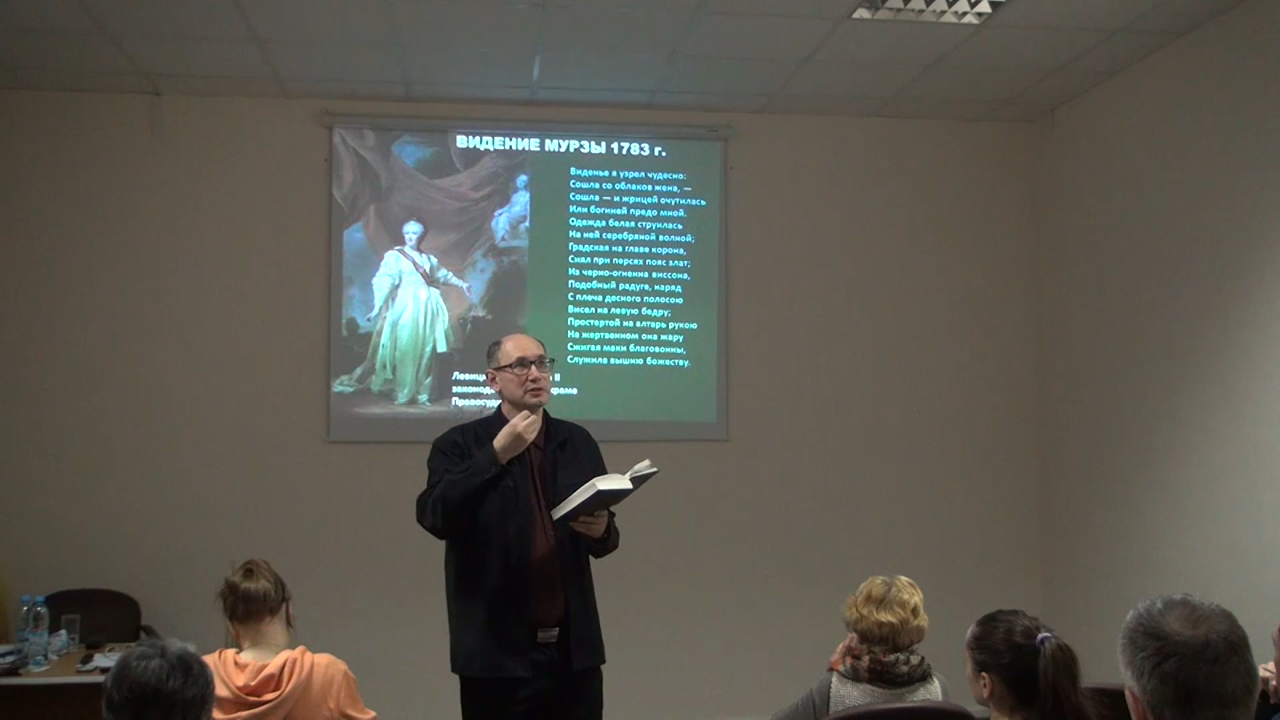 ВИДЕНИЕ МУРЗЫ 1783 г.
Виденье я узрел чудесно:
Сошла со облаков жена, —
Сошла — и жрицей очутилась
Или богиней предо мной.
Одежда белая струилась
На ней серебряной волной;
Градская на главе корона,
Сиял при персях пояс злат;
Из черно-огненна виссона,
Подобный радуге, наряд
С плеча десного полосою
Висел на левую бедру;
Простертой на алтарь рукою
На жертвенном она жару
Сжигая маки благовонны,
Служила вышню божеству.
II